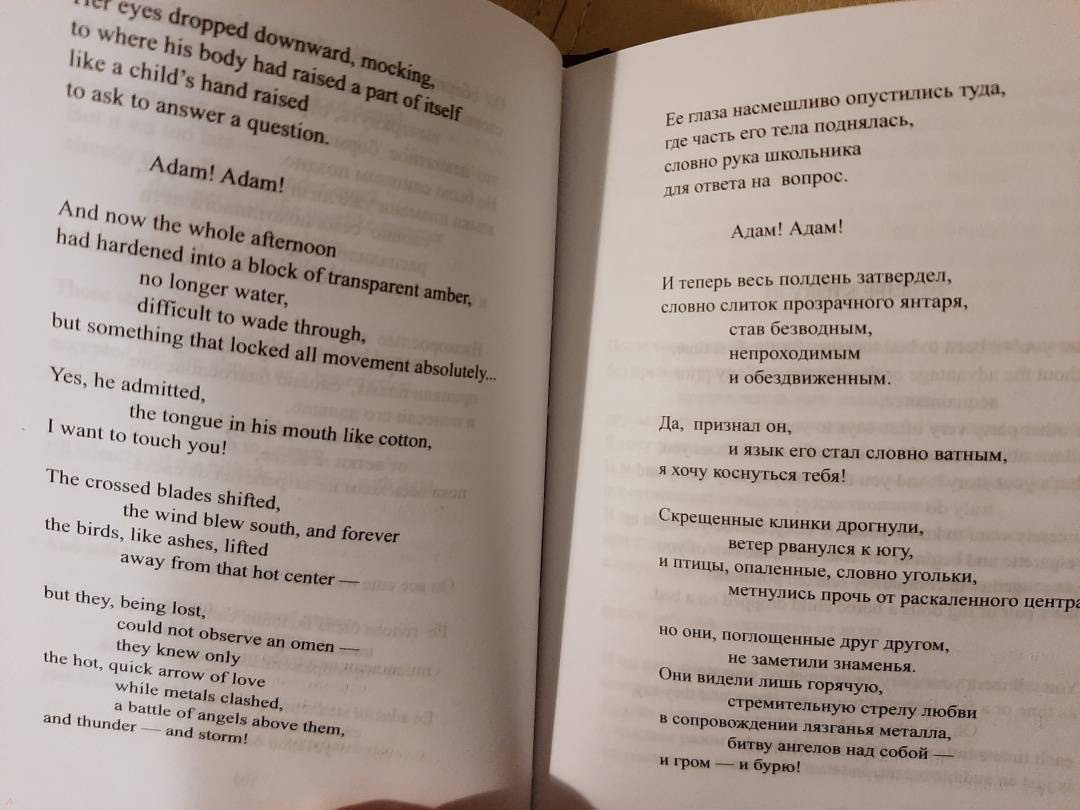 Her eyes dropped downward, mocking,
to where his body had raised a part of itself
like a child's hand raised
to ask to answer a question.
Adam! Adam!
And now the whole afternoon
had hardened into a block of transparent amber,
no longer water,
difficult to wade through,
but something that locked all movement absolutely...
Yes, he admitted,
the tongue in his mouth like cotton,
I want to touch you!
The crossed blades shifted,
the wind blew south, and forever
the birds, like ashes, lifted
away from that hot center —
but they, being lost,
could not observe an omen —
they knew only
the hot, quick arrow of love
while metals clashed,
a battle of angels above them,
and thunder — and storm!
Ее глаза насмешливо опустились туда,
где часть его тела поднялась,
словно рука школьника
для ответа на вопрос.
Адам! Адам!
И теперь весь полдень затвердел,
словно слиток прозрачного янтаря,
став безводным,
непроходимым
и обездвиженным.
Да, признал он,
и язык его стал словно ватным,
я хочу коснуться тебя!
Скрещенные клинки дрогнули,
ветер рванулся к югу,
и птицы, опаленные, словно угольки,
метнулись прочь от раскаленного центра
но они, поглощенные друг другом,
не заметили знаменья.
Они видели лишь горячую,
стремительную стрелу любви
в сопровождении лязганья металла,
битву ангелов над собой —
и гром — и бурю!